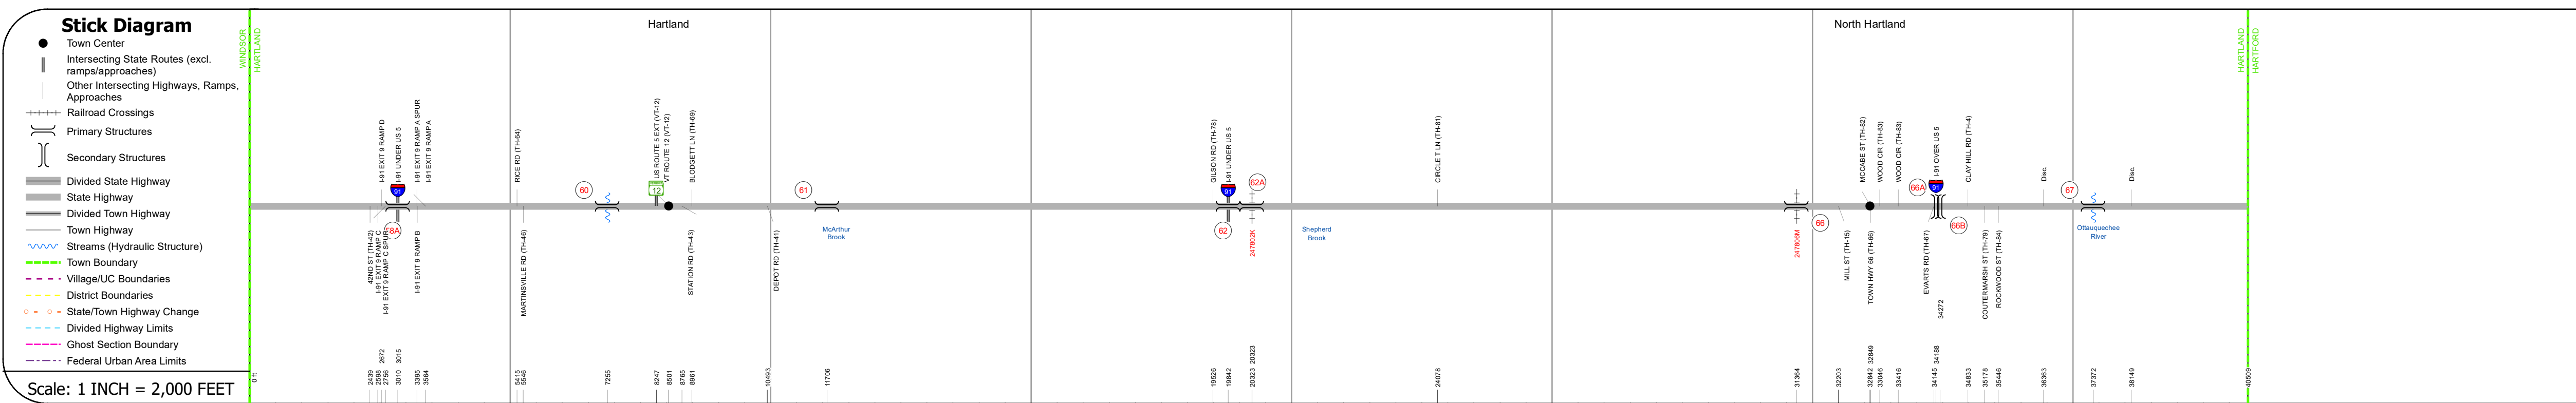 Stick Diagram
Town Center
Intersecting State Routes (excl.
ramps/approaches)
Other Intersecting Highways, Ramps,
Approaches
Railroad Crossings
Primary Structures
Secondary Structures
Divided State Highway
State Highway
Divided Town Highway
Town Highway
Streams (Hydraulic Structure)
Town Boundary
Village/UC Boundaries
District Boundaries
State/Town Highway Change
Divided Highway Limits
Ghost Section Boundary
Federal Urban Area Limits
Scale: 1 INCH = 2,000 FEET
WINDSOR
HARTLAND
Hartland
North Hartland
HARTLAND
HARTFORD
I-91 EXIT 9 RAMP D
I-91 UNDER US 5
I-91 EXIT 9 RAMP A SPUR
I-91 EXIT 9 RAMP A
RICE RD (TH-64)
US ROUTE 5 EXT (VT-12)
VT ROUTE 12 (VT-12)
BLODGETT LN (TH-69)
GILSON RD (TH-78)
I-91 UNDER US 5
CIRCLE T LN (TH-81)
MCCABE ST (TH-82)
WOOD CIR (TH-83)
WOOD CIR (TH-83)
I-91 OVER US 5
CLAY HILL RD (TH-4)
Disc.
Disc.
91
60
12
61
91
62A
66A
91
67
58A
62
66
66B
42ND ST (TH-42)
I-91 EXIT 9 RAMP C
I-91 EXIT 9 RAMP C SPUR
I-91 EXIT 9 RAMP B
MARTINSVILLE RD (TH-46)
STATION RD (TH-43)
DEPOT RD (TH-41)
McArthur
Brook
247802K
Shepherd
Brook
247806M
MILL ST (TH-15)
TOWN HWY 66 (TH-66)
EVARTS RD (TH-67)
34272
COUTERMARSH ST (TH-79)
ROCKWOOD ST (TH-84)
Ottauquechee
River
0 ft
2439
2598
2672
2756
3010
3015
3395
3564
5415
5546
7255
8247
8501
8765
8961
10493
11706
19526
19842
20323
20323
24078
31364
32203
32842
32849
33046
33416
34145
34188
34833
35178
35446
36363
37372
38149
40509